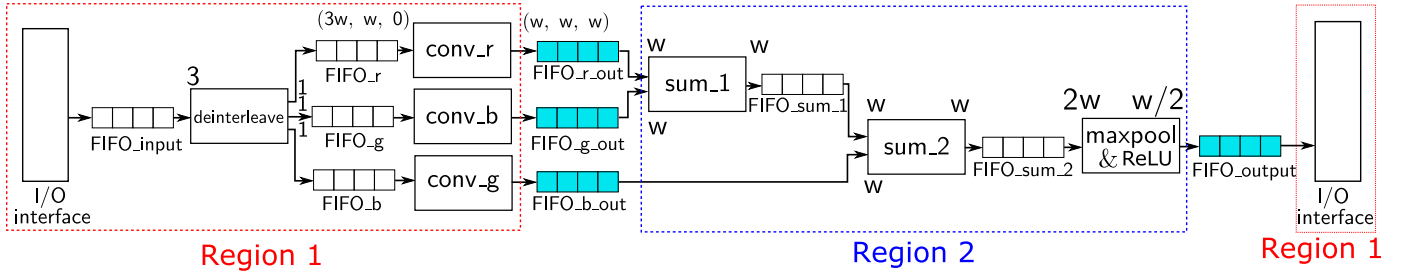 I/O
interface
FIFO_input
3
deinterleave
1
1
1
(3w, w, 0)
FIFO_r
FIFO_g
FIFO_b
conv_r
conv_b
conv_g
(w, w, w)
FIFO_r_out
FIFO_g_out
FIFO_b_out
Region 1
w
w
sum_1
w
FIFO_sum_1
w
w
sum_2
w
FIFO_sum_2
2w
w/2
maxpool
& ReLU
Region 2
FIFO_output
I/O
interface
Region 1